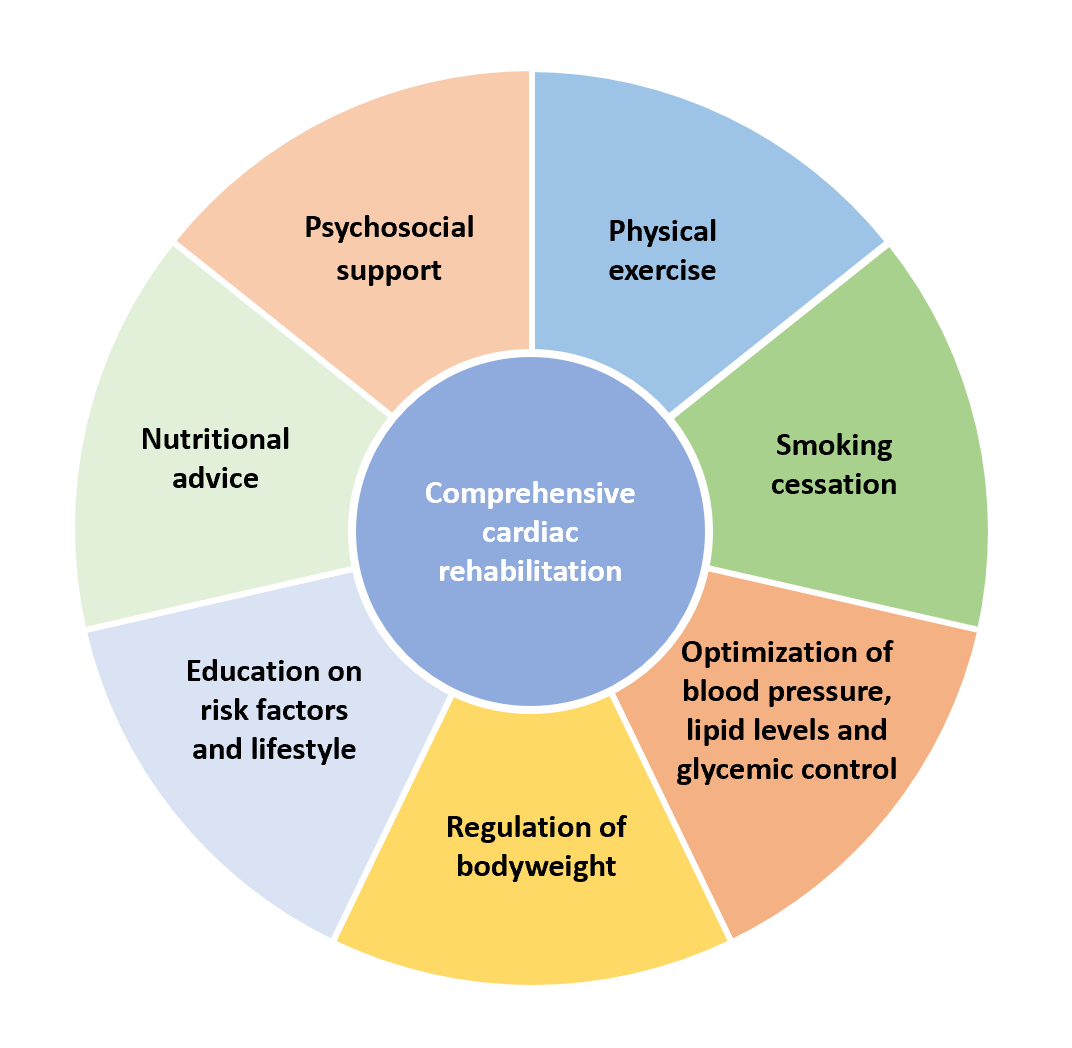 Psychosocial
support
Physical
exercise
Nutritional
advice
Smoking
cessation
Comprehensive
cardiac
rehabilitation
Education on
risk factors
and lifestyle
Optimization of
blood pressure,
lipid levels and
glycemic control
Regulation of
bodyweight